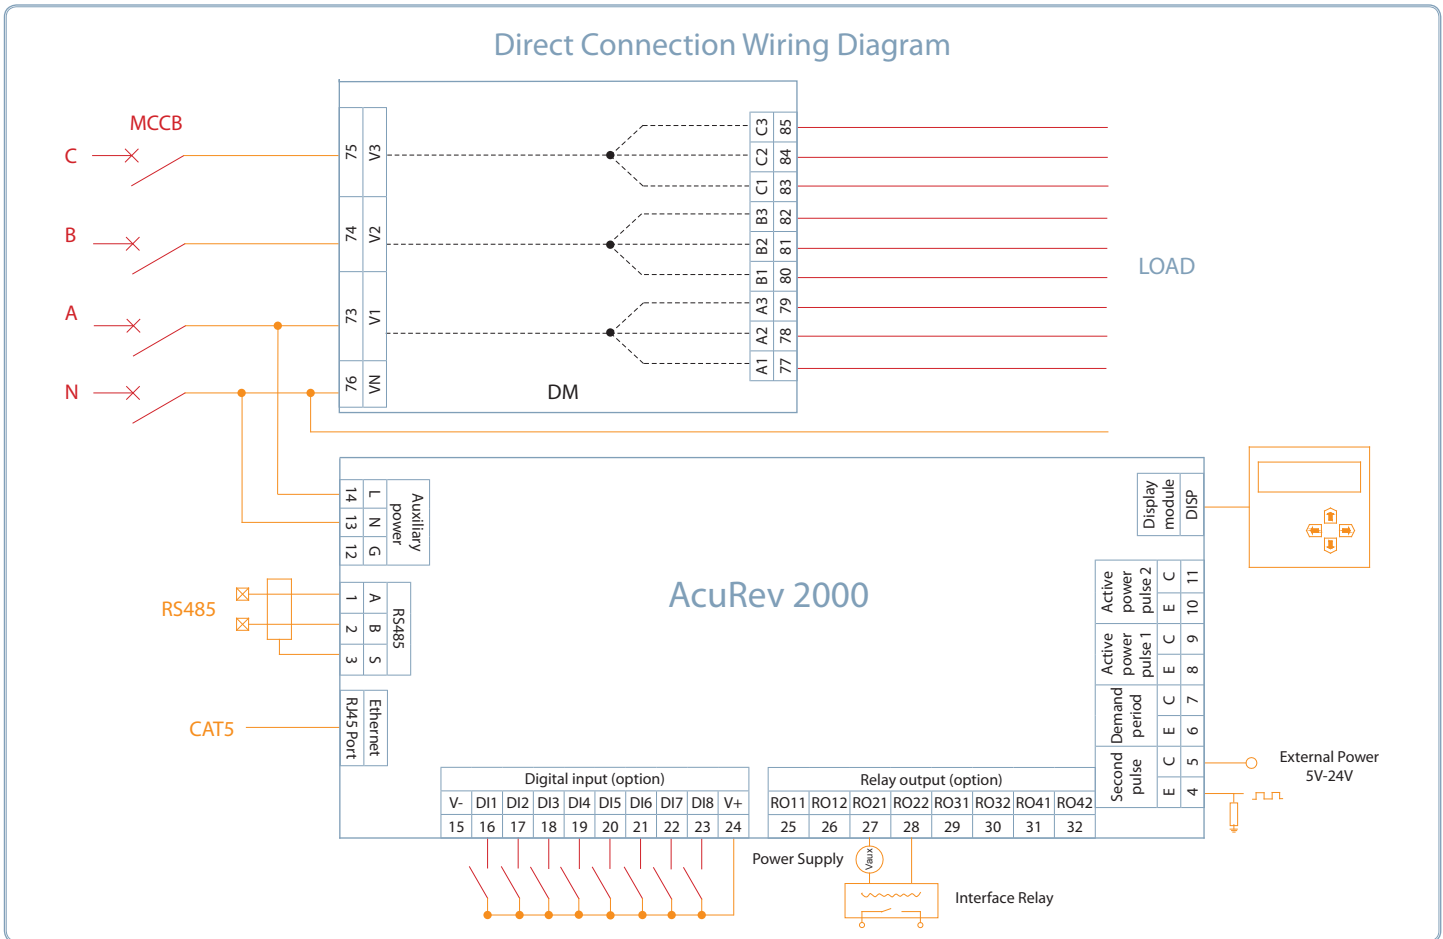 Direct Connection Wiring Diagram
MCCB
C
B
A
N
75 V3
74 V2
73 V1
76 VN
DM
C3 85
C2 84
C1 83
B3 82
B2 81
B1 80
A3 79
A2 78
A1 77
LOAD
14 L
13 N
12 G
Auxiliary
power
RS485
1 A
2 B
3 S
RS485
CAT5
Ethernet
RJ45 Port
AcuRev 2000
Display
module
DISP
Active
power
pulse 2
C 11
E 10
Active
power
pulse 1
C 9
E 8
Demand
period
C 7
E 6
Second
pulse
C 5
E 4
External Power
5V-24V
Digital input (option)
V- DI1 DI2 DI3 DI4 DI5 DI6 DI7 DI8 V+
15 16 17 18 19 20 21 22 23 24
Relay output (option)
RO11 RO12 RO21 RO22 RO31 RO32 RO41 RO42
25 26 27 28 29 30 31 32
Power Supply
Vaux
Interface Relay